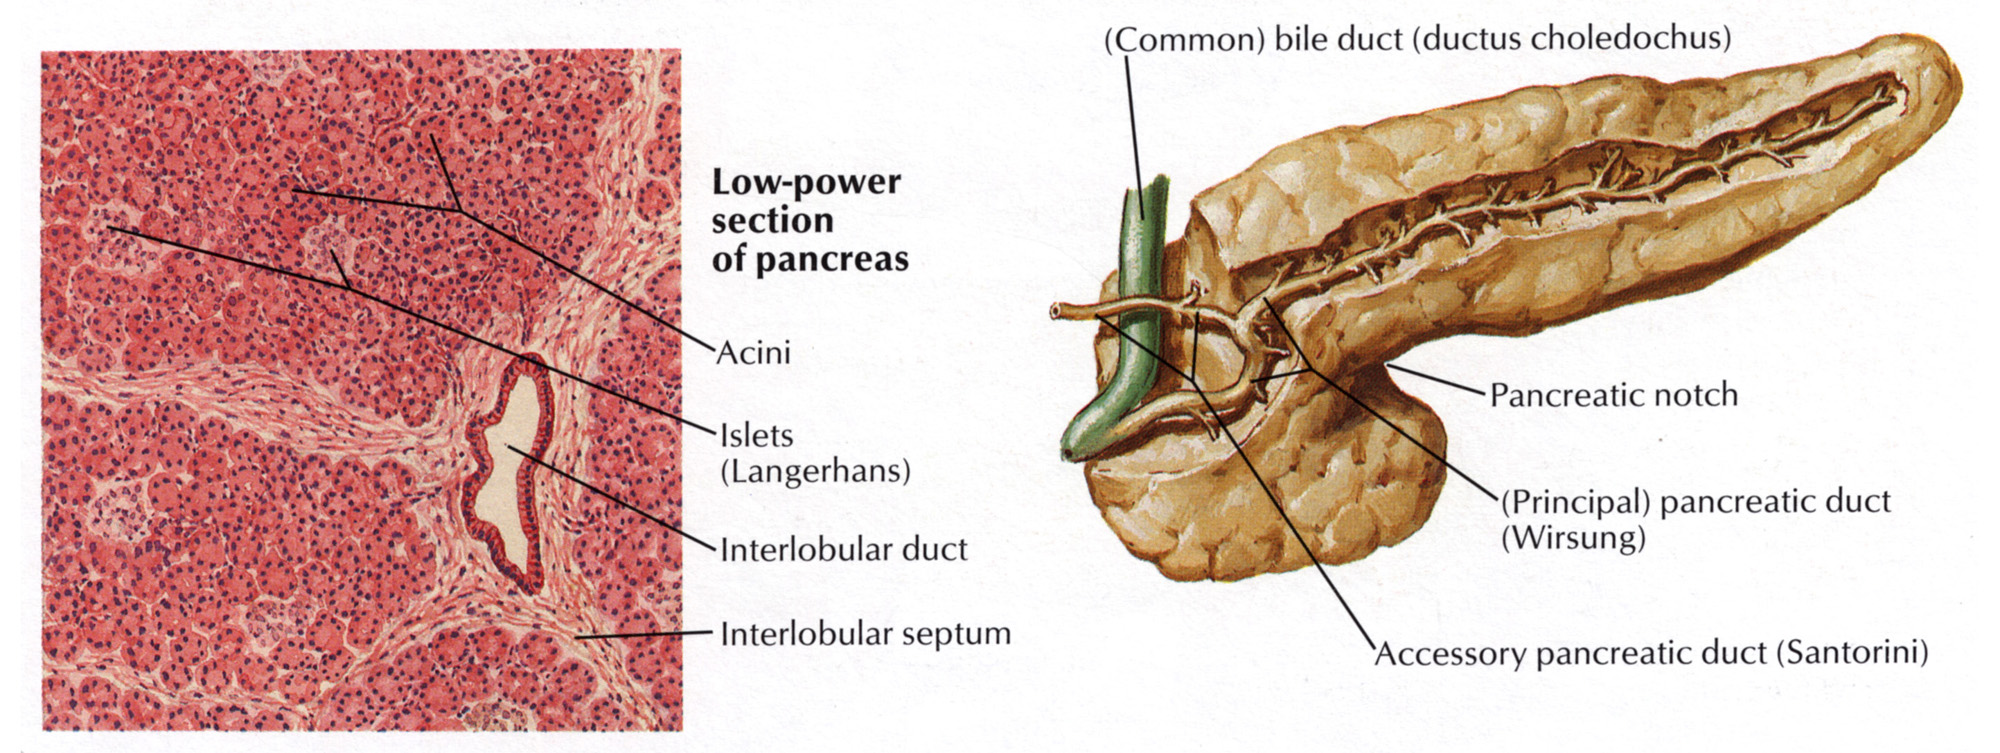 Low-power
section
of pancreas
Acini
Islets
(Langerhans)
Interlobular duct
Interlobular septum
(Common) bile duct (ductus choledochus)
Pancreatic notch
(Principal) pancreatic duct
(Wirsung)
Accessory pancreatic duct (Santorini)